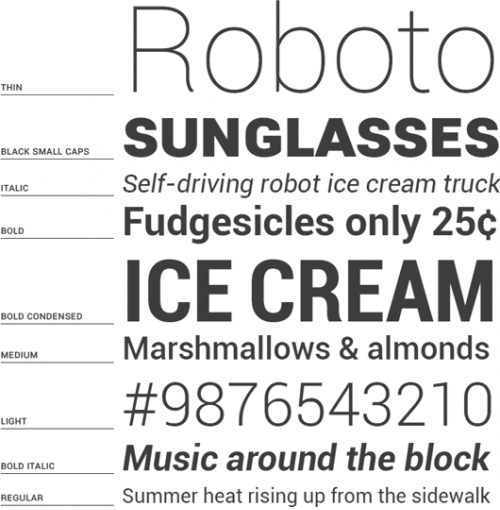 THIN Roboto
BLACK SMALL CAPS SUNGLASSES
ITALIC Self-driving robot ice cream truck
BOLD Fudgesicles only 25¢
BOLD CONDENSED ICE CREAM
MEDIUM Marshmallows & almonds
LIGHT #9876543210
BOLD ITALIC Music around the block
REGULAR Summer heat rising up from the sidewalk